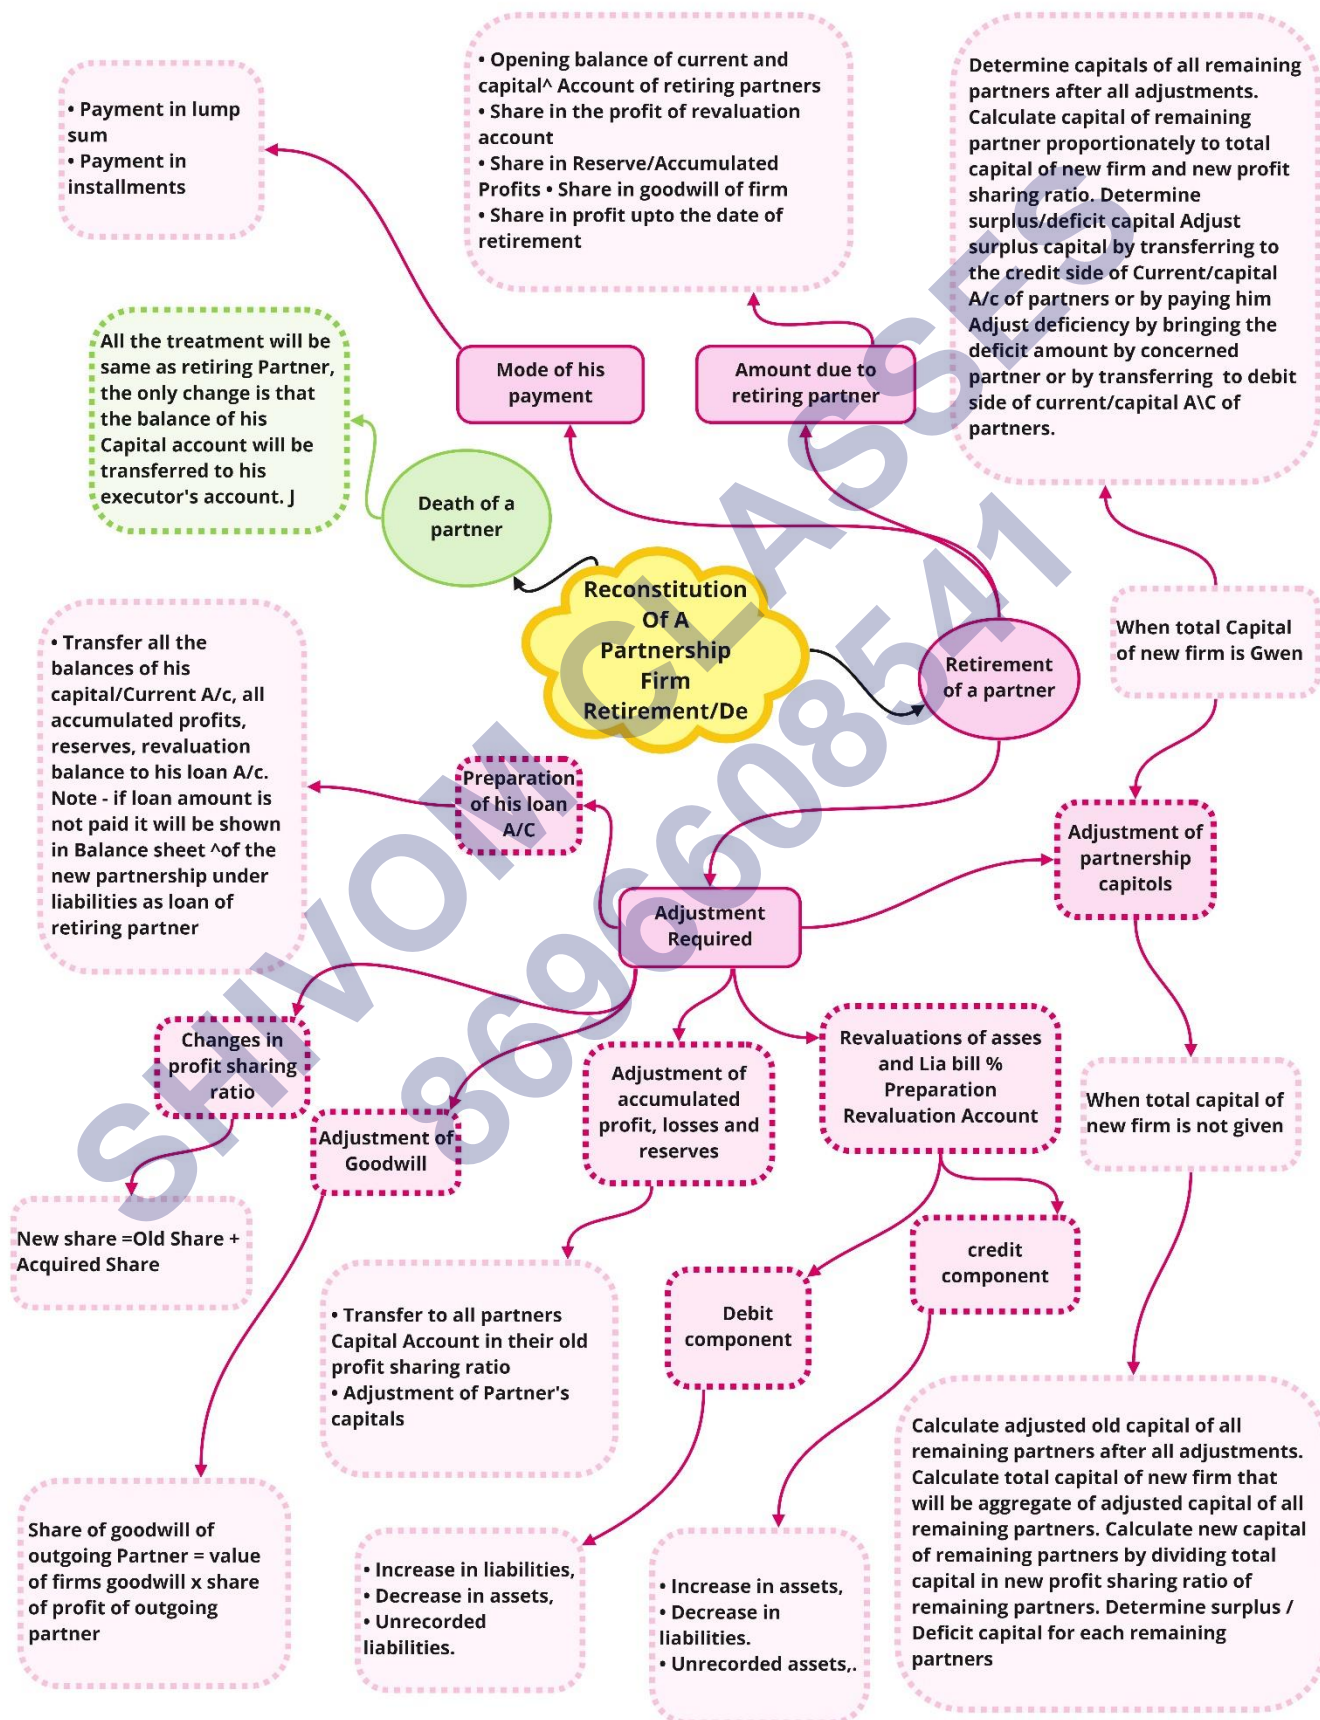 • Opening balance of current and
capital^ Account of retiring partners
• Share in the profit of revaluation
account
• Share in Reserve/Accumulated
Profits • Share in goodwill of firm
• Share in profit upto the date of
retirement
Determine capitals of all remaining
partners after all adjustments.
Calculate capital of remaining
partner proportionately to total
capital of new firm and new profit
sharing ratio. Determine
surplus/deficit capital Adjust
surplus capital by transferring to
the credit side of Current/capital
A/c of partners or by paying him
Adjust deficiency by bringing the
deficit amount by concerned
partner or by transferring to debit
side of current/capital A\C of
partners.
• Payment in lump
sum
• Payment in
installments
All the treatment will be
same as retiring Partner,
the only change is that
the balance of his
Capital account will be
transferred to his
executor's account. J
Mode of his
payment
Amount due to
retiring partner
Death of a
partner
Reconstitution
Of A
Partnership
Firm
Retirement/De
Retirement
of a partner
When total Capital
of new firm is Gwen
• Transfer all the
balances of his
capital/Current A/c, all
accumulated profits,
reserves, revaluation
balance to his loan A/c.
Note - if loan amount is
not paid it will be shown
in Balance sheet ^of the
new partnership under
liabilities as loan of
retiring partner
Preparation
of his loan
A/C
Adjustment of
partnership
capitols
Adjustment
Required
Changes in
profit sharing
ratio
Adjustment of
Goodwill
Adjustment of
accumulated
profit, losses and
reserves
Revaluations of asses
and Lia bill %
Preparation
Revaluation Account
When total capital of
new firm is not given
New share =Old Share +
Acquired Share
• Transfer to all partners
Capital Account in their old
profit sharing ratio
• Adjustment of Partner's
capitals
Debit
component
credit
component
Share of goodwill of
outgoing Partner = value
of firms goodwill x share
of profit of outgoing
partner
• Increase in liabilities,
• Decrease in assets,
• Unrecorded
liabilities.
• Increase in assets,
• Decrease in
liabilities.
• Unrecorded assets,.
Calculate adjusted old capital of all
remaining partners after all adjustments.
Calculate total capital of new firm that
will be aggregate of adjusted capital of all
remaining partners. Calculate new capital
of remaining partners by dividing total
capital in new profit sharing ratio of
remaining partners. Determine surplus /
Deficit capital for each remaining
partners
SHIVOM CLASSES
8696608541